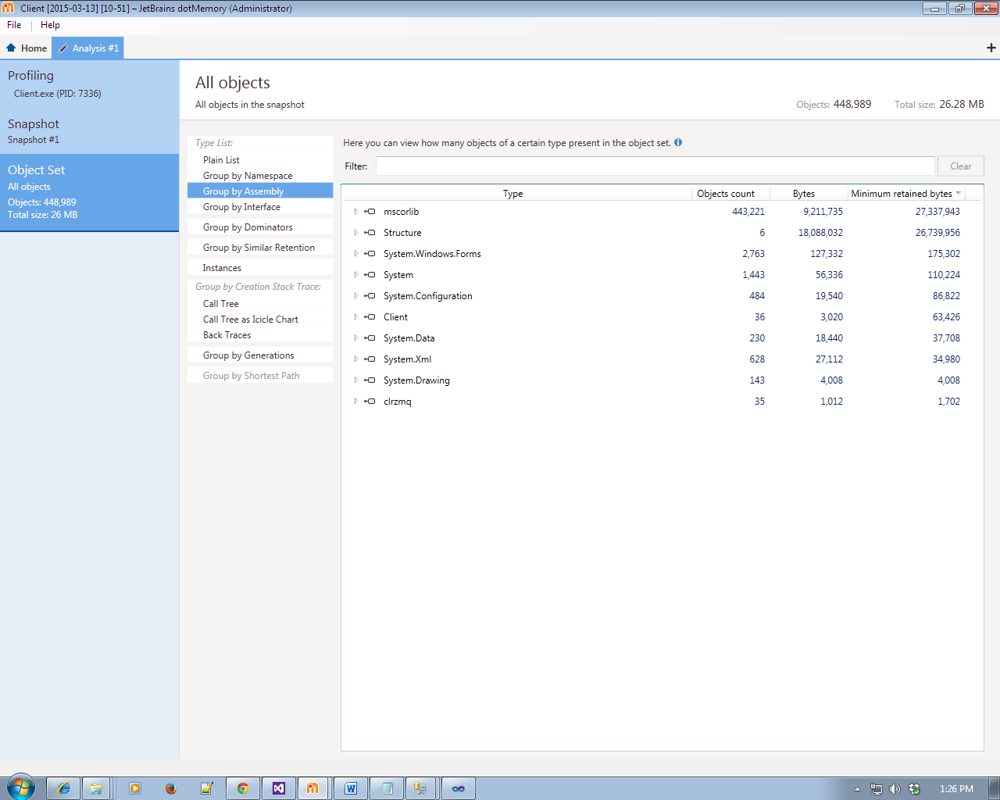 Client [2015-03-13] [10-51] – JetBrains dotMemory (Administrator)
File | Help
Home Analysis #1
Profiling
Client.exe (PID: 7336)
Snapshot
Snapshot #1
Object Set
All objects
Objects: 448,989
Total size: 26 MB
All objects
All objects in the snapshot
Objects: 448,989 Total size: 26.28 MB
Type List:
Plain List
Group by Namespace
Group by Assembly
Group by Interface
Group by Dominators
Group by Similar Retention
Instances
Group by Creation Stack Trace:
Call Tree
Call Tree as Icicle Chart
Back Traces
Group by Generations
Group by Shortest Path
Here you can view how many objects of a certain type present in the object set.
Filter: Clear
Type Objects count Bytes Minimum retained bytes
mscorlib 443,221 9,211,735 27,337,943
Structure 6 18,088,032 26,739,956
System.Windows.Forms 2,763 127,332 175,302
System 1,443 56,336 110,224
System.Configuration 484 19,540 86,822
Client 36 3,020 63,426
System.Data 230 18,440 37,708
System.Xml 628 27,112 34,980
System.Drawing 143 4,008 4,008
clrzmq 35 1,012 1,702
1:26 PM